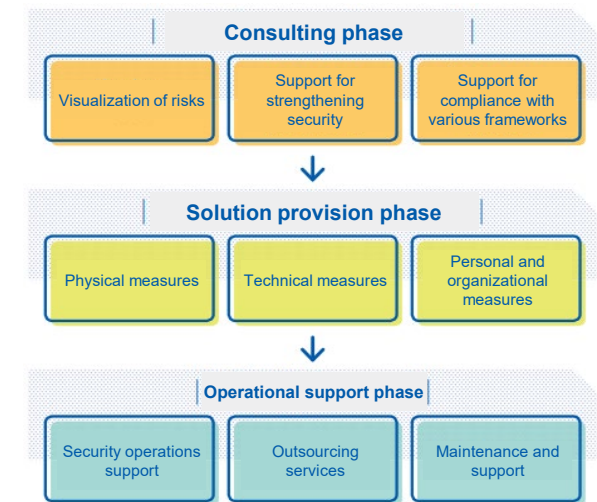 Consulting phase
Visualization of risks
Support for
strengthening
security
Support for
compliance with
various frameworks
Solution provision phase
Physical measures
Technical measures
Personal and
organizational
measures
Operational support phase
Security operations
support
Outsourcing
services
Maintenance and
support